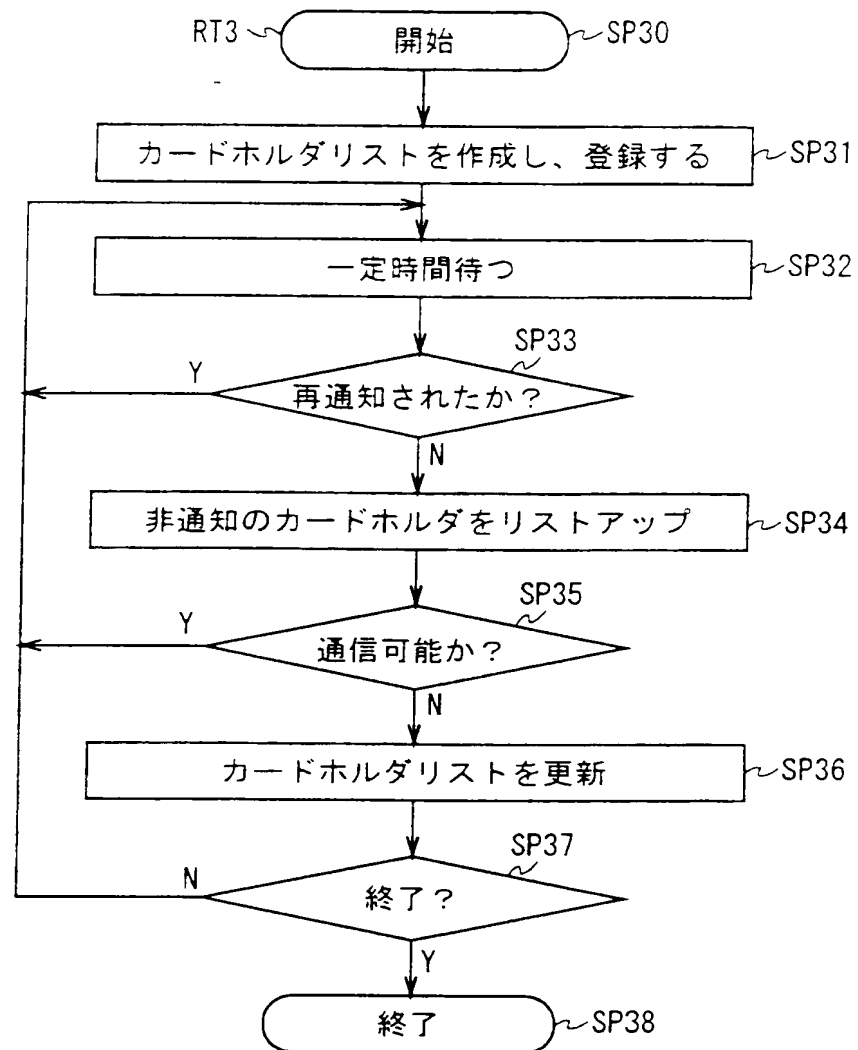 RT3 開始 SP30
カードホルダリストを作成し、登録する SP31
一定時間待つ SP32
SP33
Y 再通知されたか?
N
非通知のカードホルダをリストアップ SP34
SP35
Y 通信可能か?
N
カードホルダリストを更新 SP36
SP37
N 終了?
Y
終了 SP38